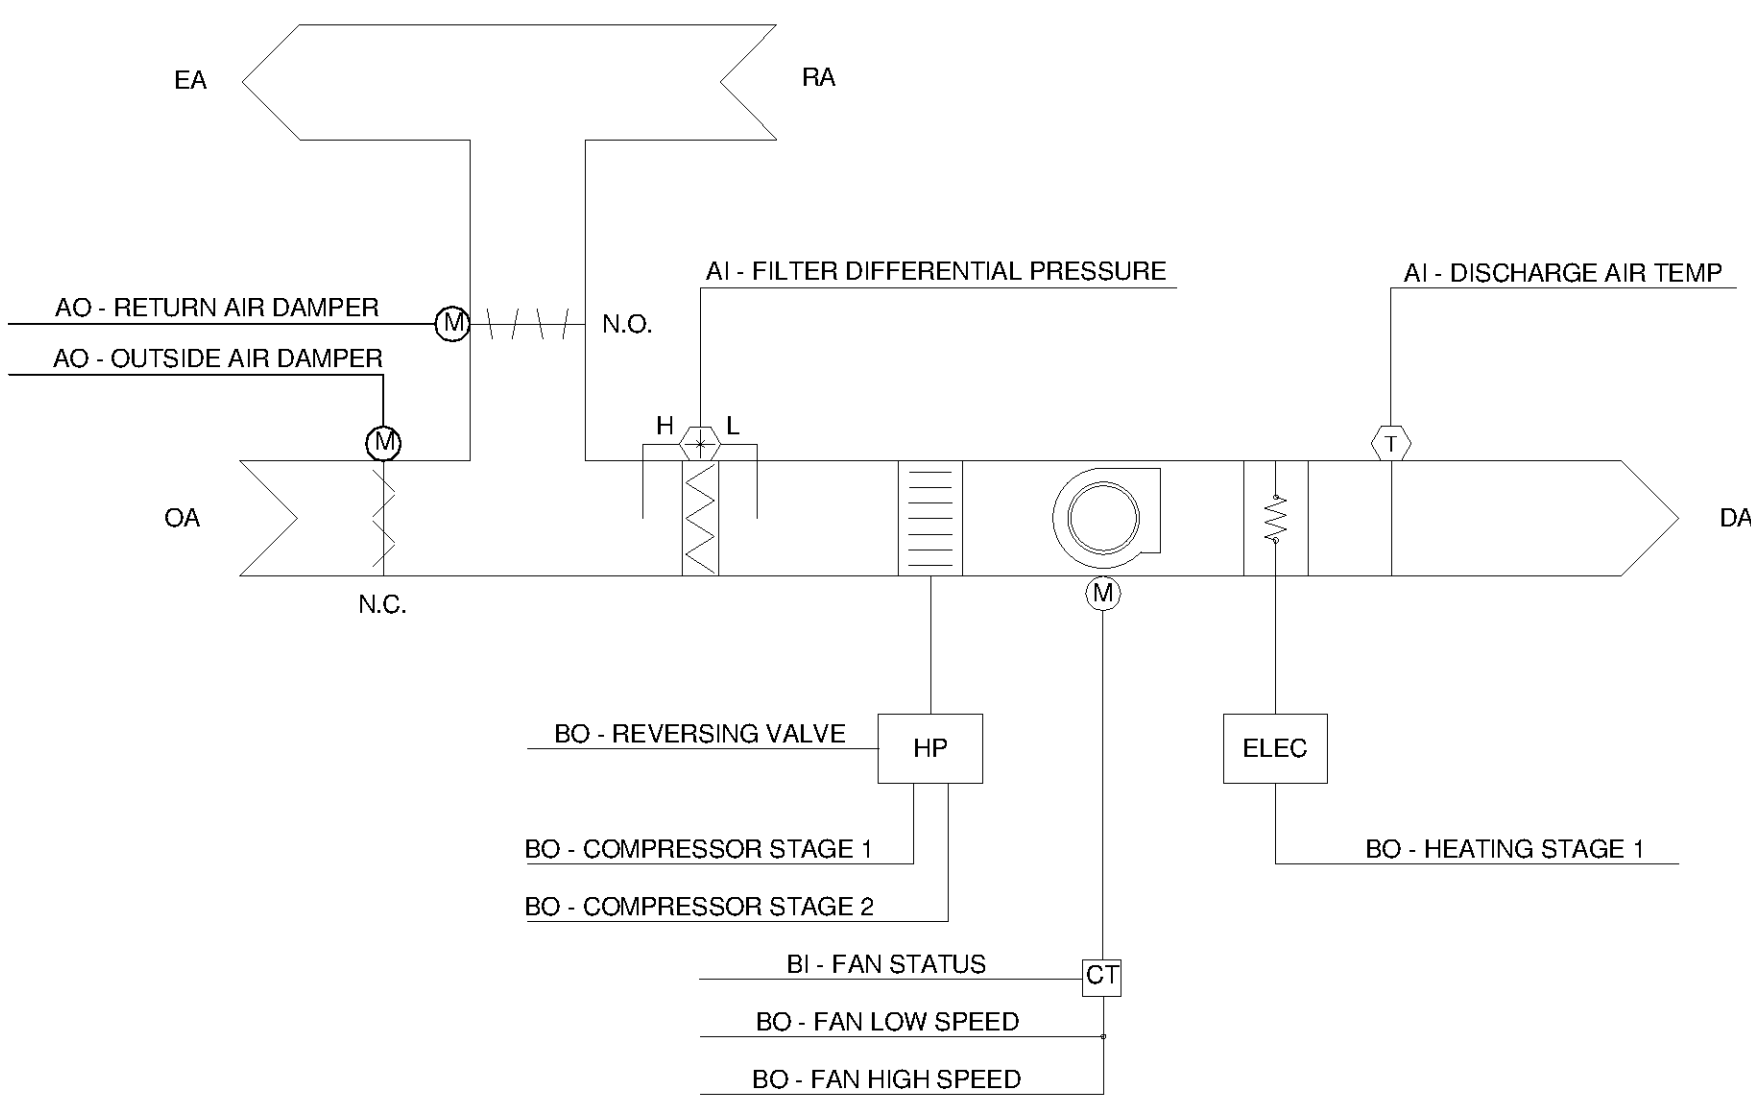 EA
RA
AI - FILTER DIFFERENTIAL PRESSURE
AI - DISCHARGE AIR TEMP
AO - RETURN AIR DAMPER
M
N.O.
AO - OUTSIDE AIR DAMPER
H
L
M
T
OA
DA
N.C.
M
BO - REVERSING VALVE
HP
ELEC
BO - COMPRESSOR STAGE 1
BO - HEATING STAGE 1
BO - COMPRESSOR STAGE 2
BI - FAN STATUS
CT
BO - FAN LOW SPEED
BO - FAN HIGH SPEED